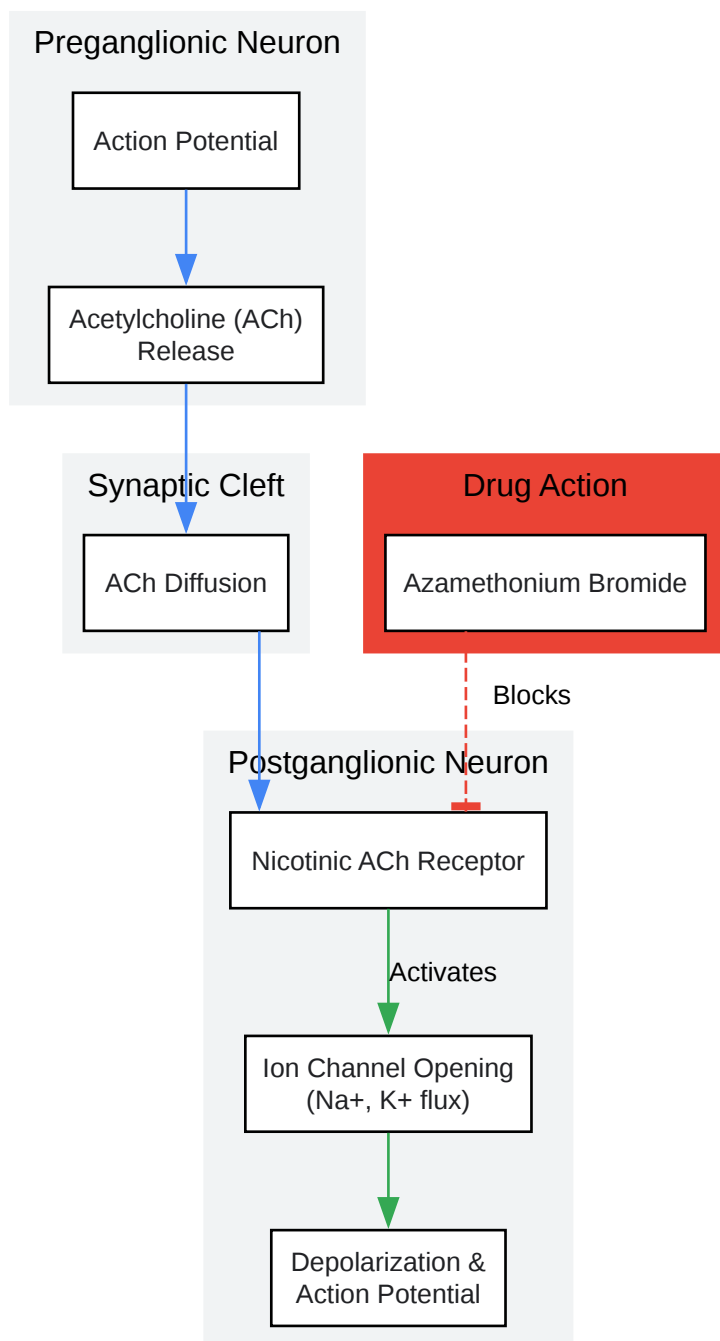 Preganglionic Neuron
Action Potential
Acetylcholine (ACh)
Release
Synaptic Cleft
ACh Diffusion
Drug Action
Azamethonium Bromide
Blocks
Postganglionic Neuron
Nicotinic ACh Receptor
Activates
Ion Channel Opening
(Na+, K+ flux)
Depolarization &
Action Potential